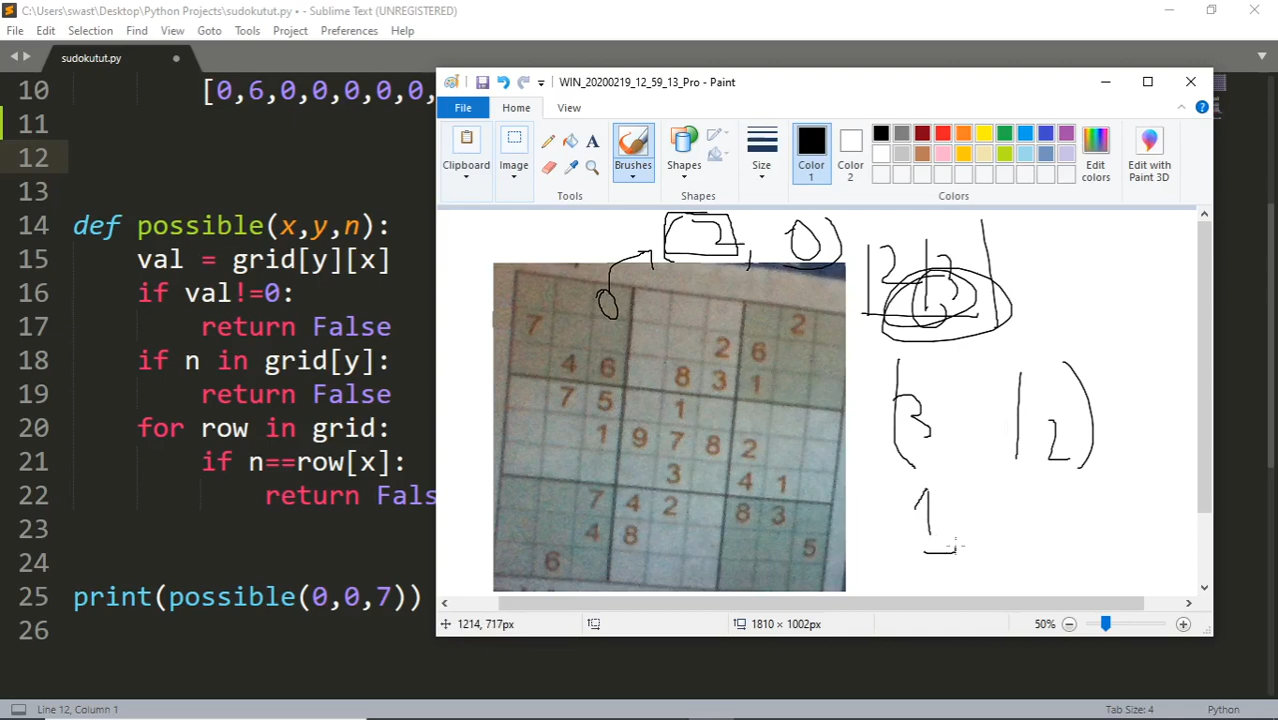 C:\Users\swast\Desktop\Python Projects\sudokutut.py • - Sublime Text (UNREGISTERED)
File Edit Selection Find View Goto Tools Project Preferences Help
sudokutut.py
10 [0,6,0,0,0,0,0,
11
12
13
14 def possible(x,y,n):
15 val = grid[y][x]
16 if val!=0:
17 return False
18 if n in grid[y]:
19 return False
20 for row in grid:
21 if n==row[x]:
22 return Fals
23
24
25 print(possible(0,0,7))
26
Line 12, Column 1
Tab Size: 4
Python
WIN_20200219_12_59_13_Pro - Paint
File Home View
Clipboard
Image
Tools
Brushes
Shapes
Shapes
Size
Color 1
Color 2
Edit colors
Edit with Paint 3D
Colors
(2, 0)
7 2
2 6
4 6 8 3 1
7 5 1
1 9 7 8 2
3 4 1
7 4 2 8 3
4 8 5
6
3 2)
1
1214, 717px
1810 × 1002px
50%